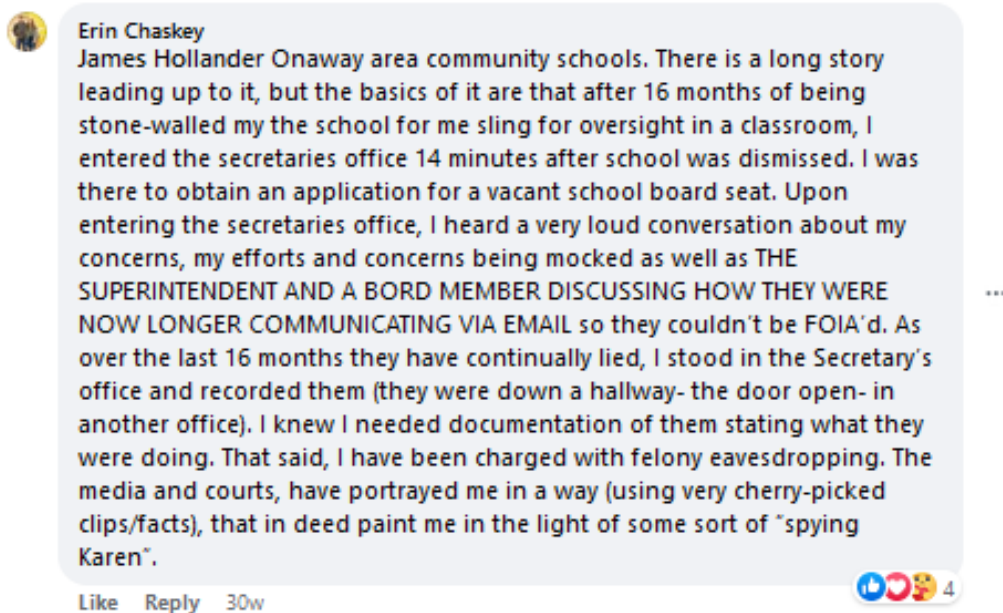 Erin Chaskey
James Hollander Onaway area community schools. There is a long story
leading up to it, but the basics of it are that after 16 months of being
stone-walled my the school for me sling for oversight in a classroom, I
entered the secretaries office 14 minutes after school was dismissed. I was
there to obtain an application for a vacant school board seat. Upon
entering the secretaries office, I heard a very loud conversation about my
concerns, my efforts and concerns being mocked as well as THE
SUPERINTENDENT AND A BORD MEMBER DISCUSSING HOW THEY WERE
NOW LONGER COMMUNICATING VIA EMAIL so they couldn't be FOIA'd. As
over the last 16 months they have continually lied, I stood in the Secretary's
office and recorded them (they were down a hallway- the door open- in
another office). I knew I needed documentation of them stating what they
were doing. That said, I have been charged with felony eavesdropping. The
media and courts, have portrayed me in a way (using very cherry-picked
clips/facts), that in deed paint me in the light of some sort of "spying
Karen".
Like Reply 30w 4